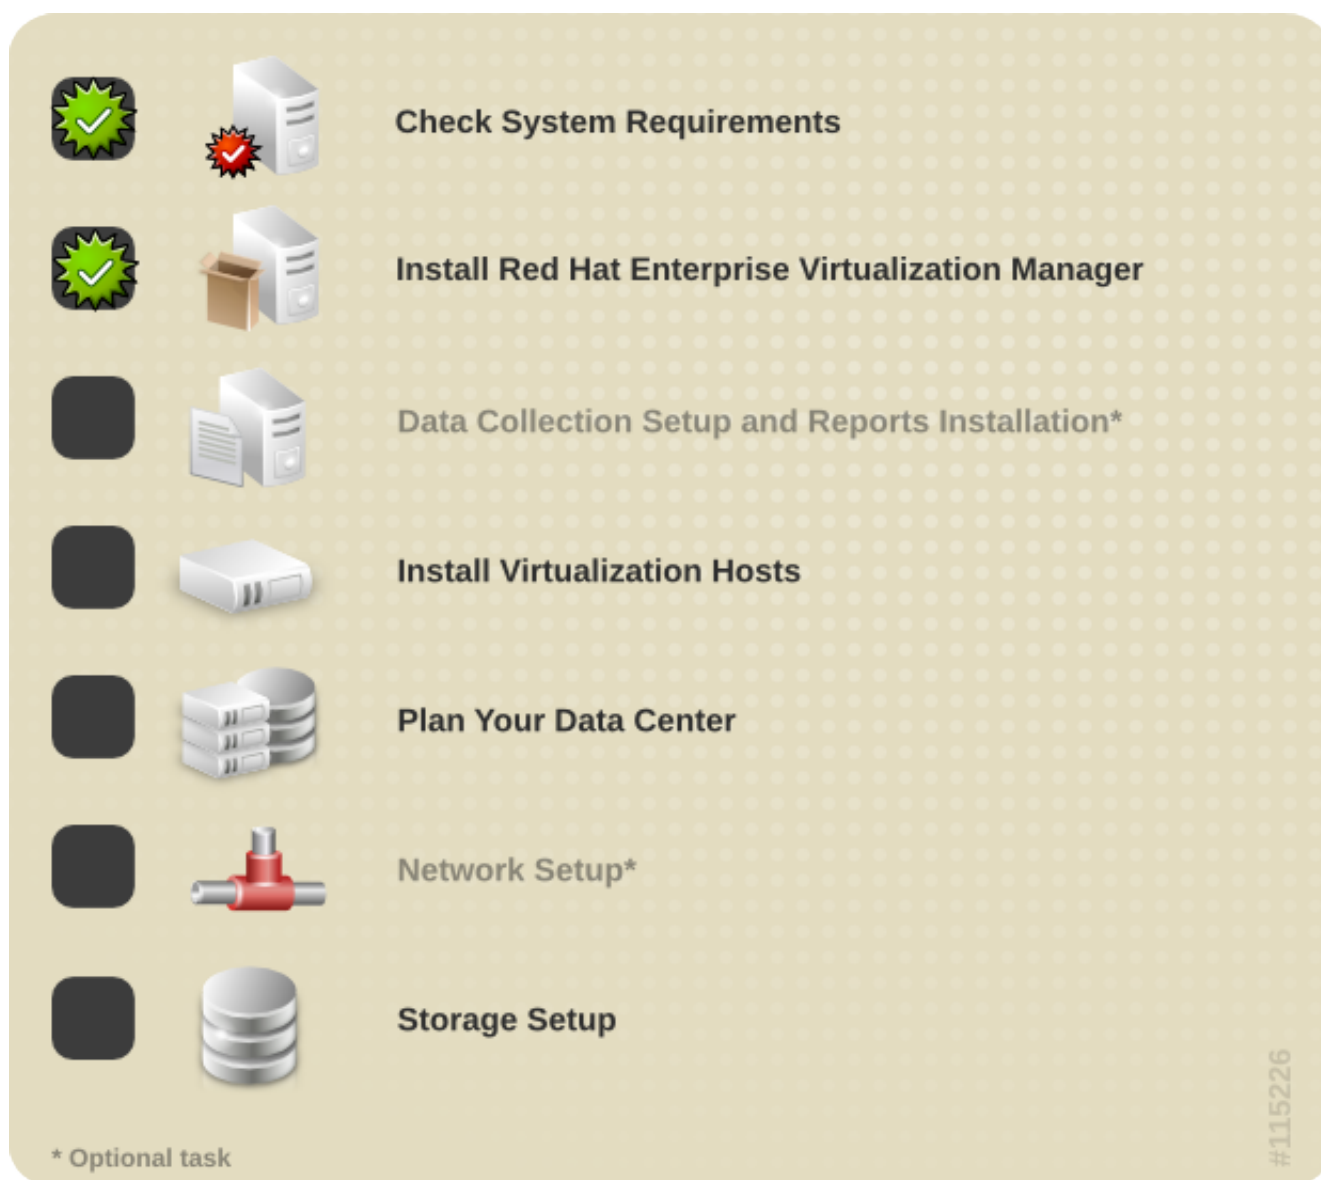 Check System Requirements
Install Red Hat Enterprise Virtualization Manager
Data Collection Setup and Reports Installation*
Install Virtualization Hosts
Plan Your Data Center
Network Setup*
Storage Setup
* Optional task
#115226